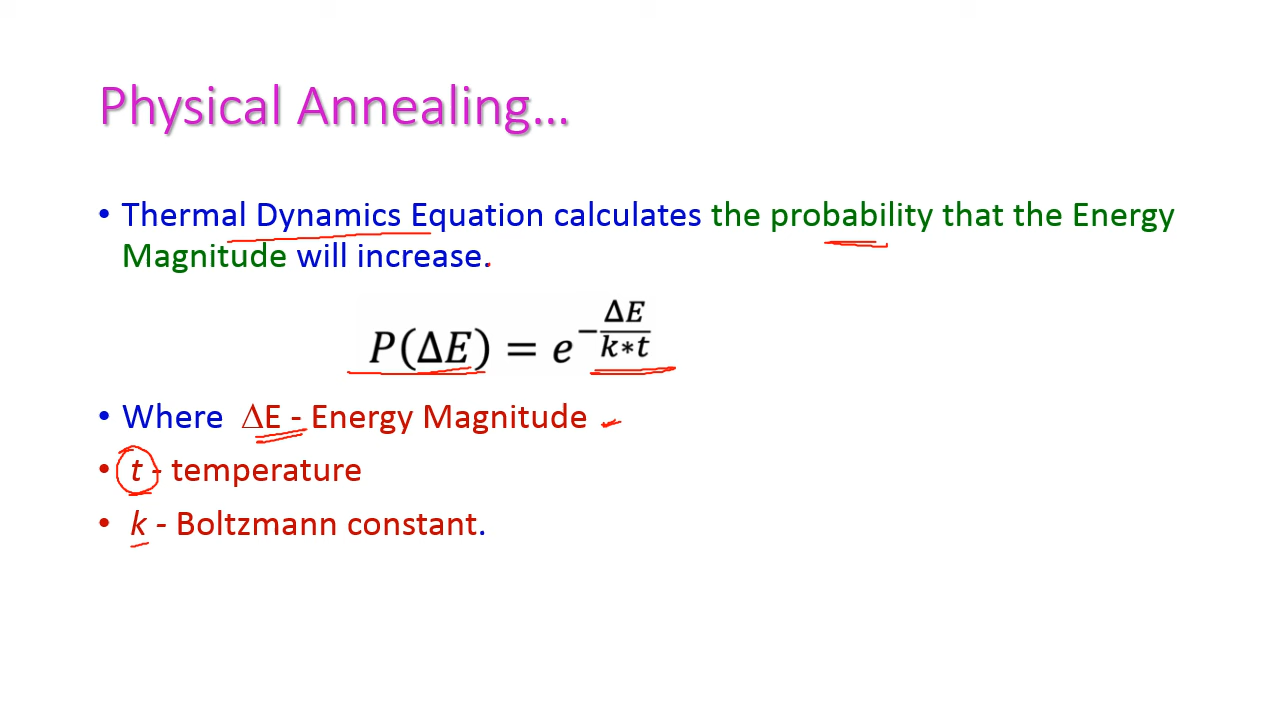 Physical Annealing...
• Thermal Dynamics Equation calculates the probability that the Energy
Magnitude will increase.
P(ΔE) = e^{-\frac{ΔE}{k*t}}
• Where ΔE - Energy Magnitude
• t - temperature
• k - Boltzmann constant.